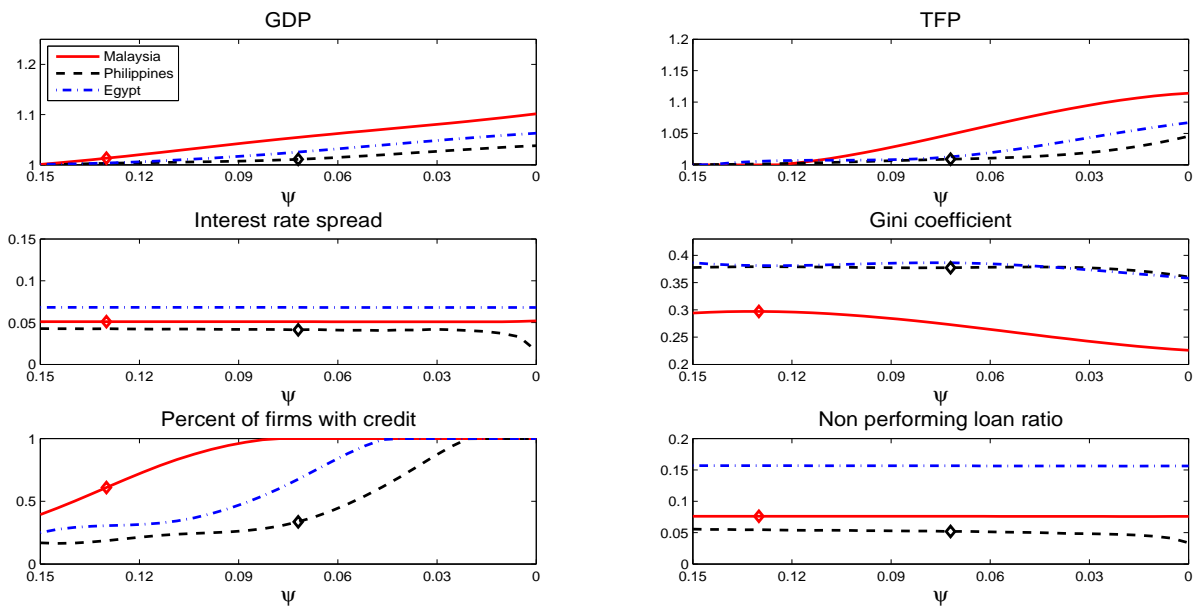 GDP
1.2
1.1
1
Malaysia
Philippines
Egypt
0.15 0.12 0.09 0.06 0.03 0
ψ
TFP
1.2
1.15
1.1
1.05
1
0.15 0.12 0.09 0.06 0.03 0
ψ
Interest rate spread
0.15
0.1
0.05
0
0.15 0.12 0.09 0.06 0.03 0
ψ
Gini coefficient
0.4
0.35
0.3
0.25
0.2
0.15 0.12 0.09 0.06 0.03 0
ψ
Percent of firms with credit
1
0.5
0
0.15 0.12 0.09 0.06 0.03 0
ψ
Non performing loan ratio
0.2
0.15
0.1
0.05
0
0.15 0.12 0.09 0.06 0.03 0
ψ